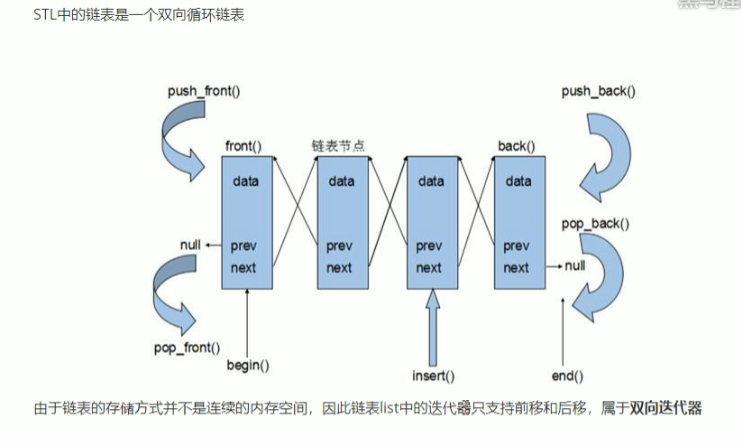 STL中的链表是一个双向循环链表
push_front()
push_back()
front()
链表节点
back()
data
data
data
data
pop_back()
null
prev
prev
prev
prev
next
next
next
next
null
pop_front()
begin()
insert()
end()
由于链表的存储方式并不是连续的内存空间，因此链表list中的迭代器只支持前移和后移，属于双向迭代器